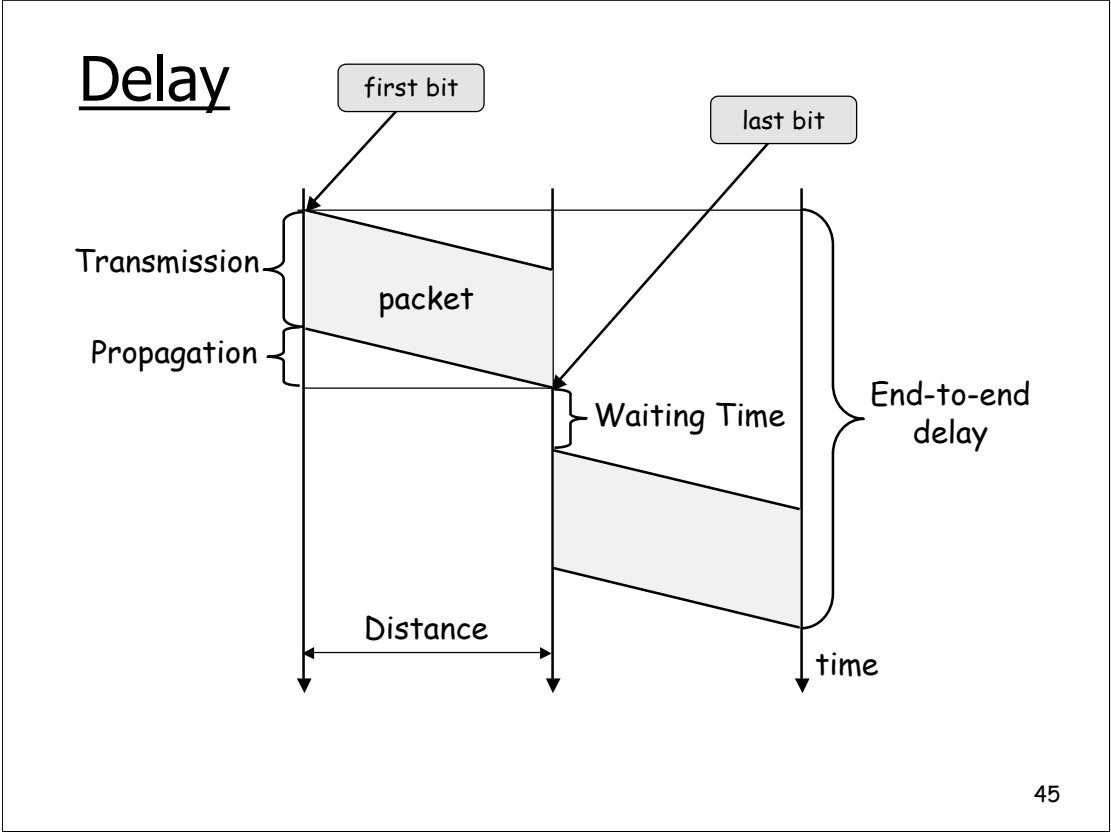 Delay
first bit
last bit
Transmission
packet
Propagation
Waiting Time
End-to-end
delay
Distance
time
45